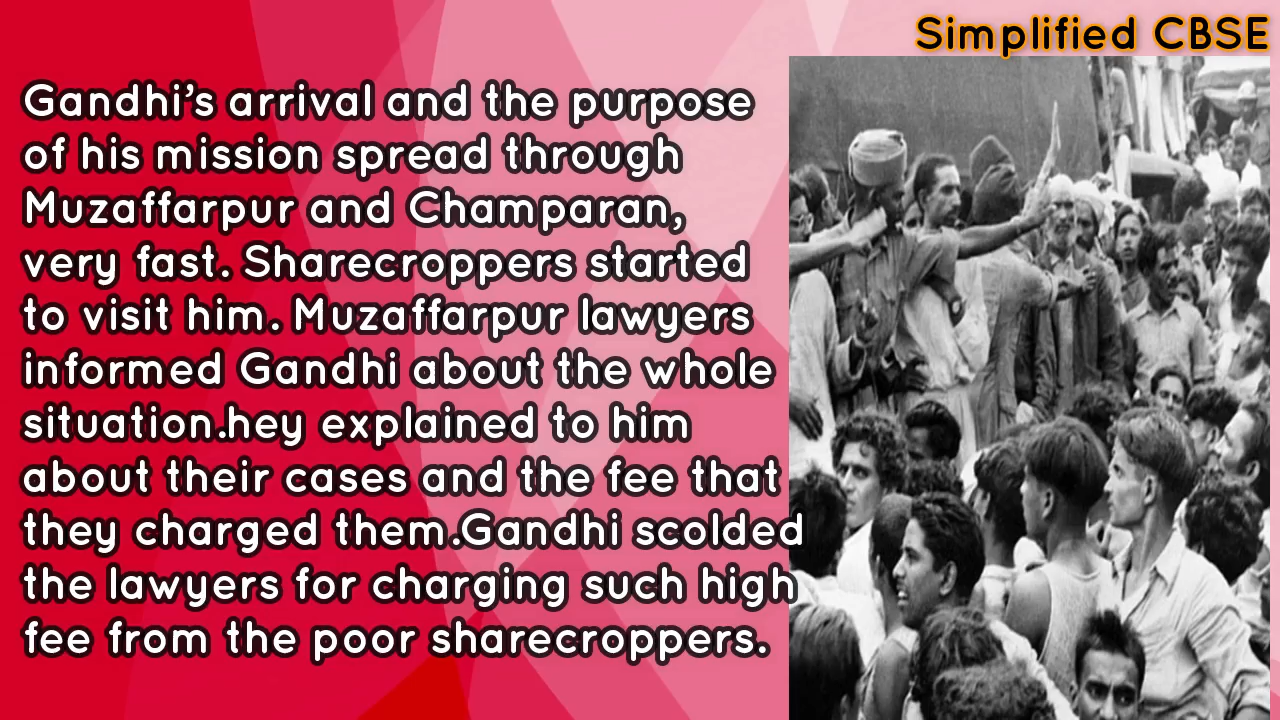 Simplified CBSE
Gandhi’s arrival and the purpose
of his mission spread through
Muzaffarpur and Champaran,
very fast. Sharecroppers started
to visit him. Muzaffarpur lawyers
informed Gandhi about the whole
situation.hey explained to him
about their cases and the fee that
they charged them.Gandhi scolded
the lawyers for charging such high
fee from the poor sharecroppers.